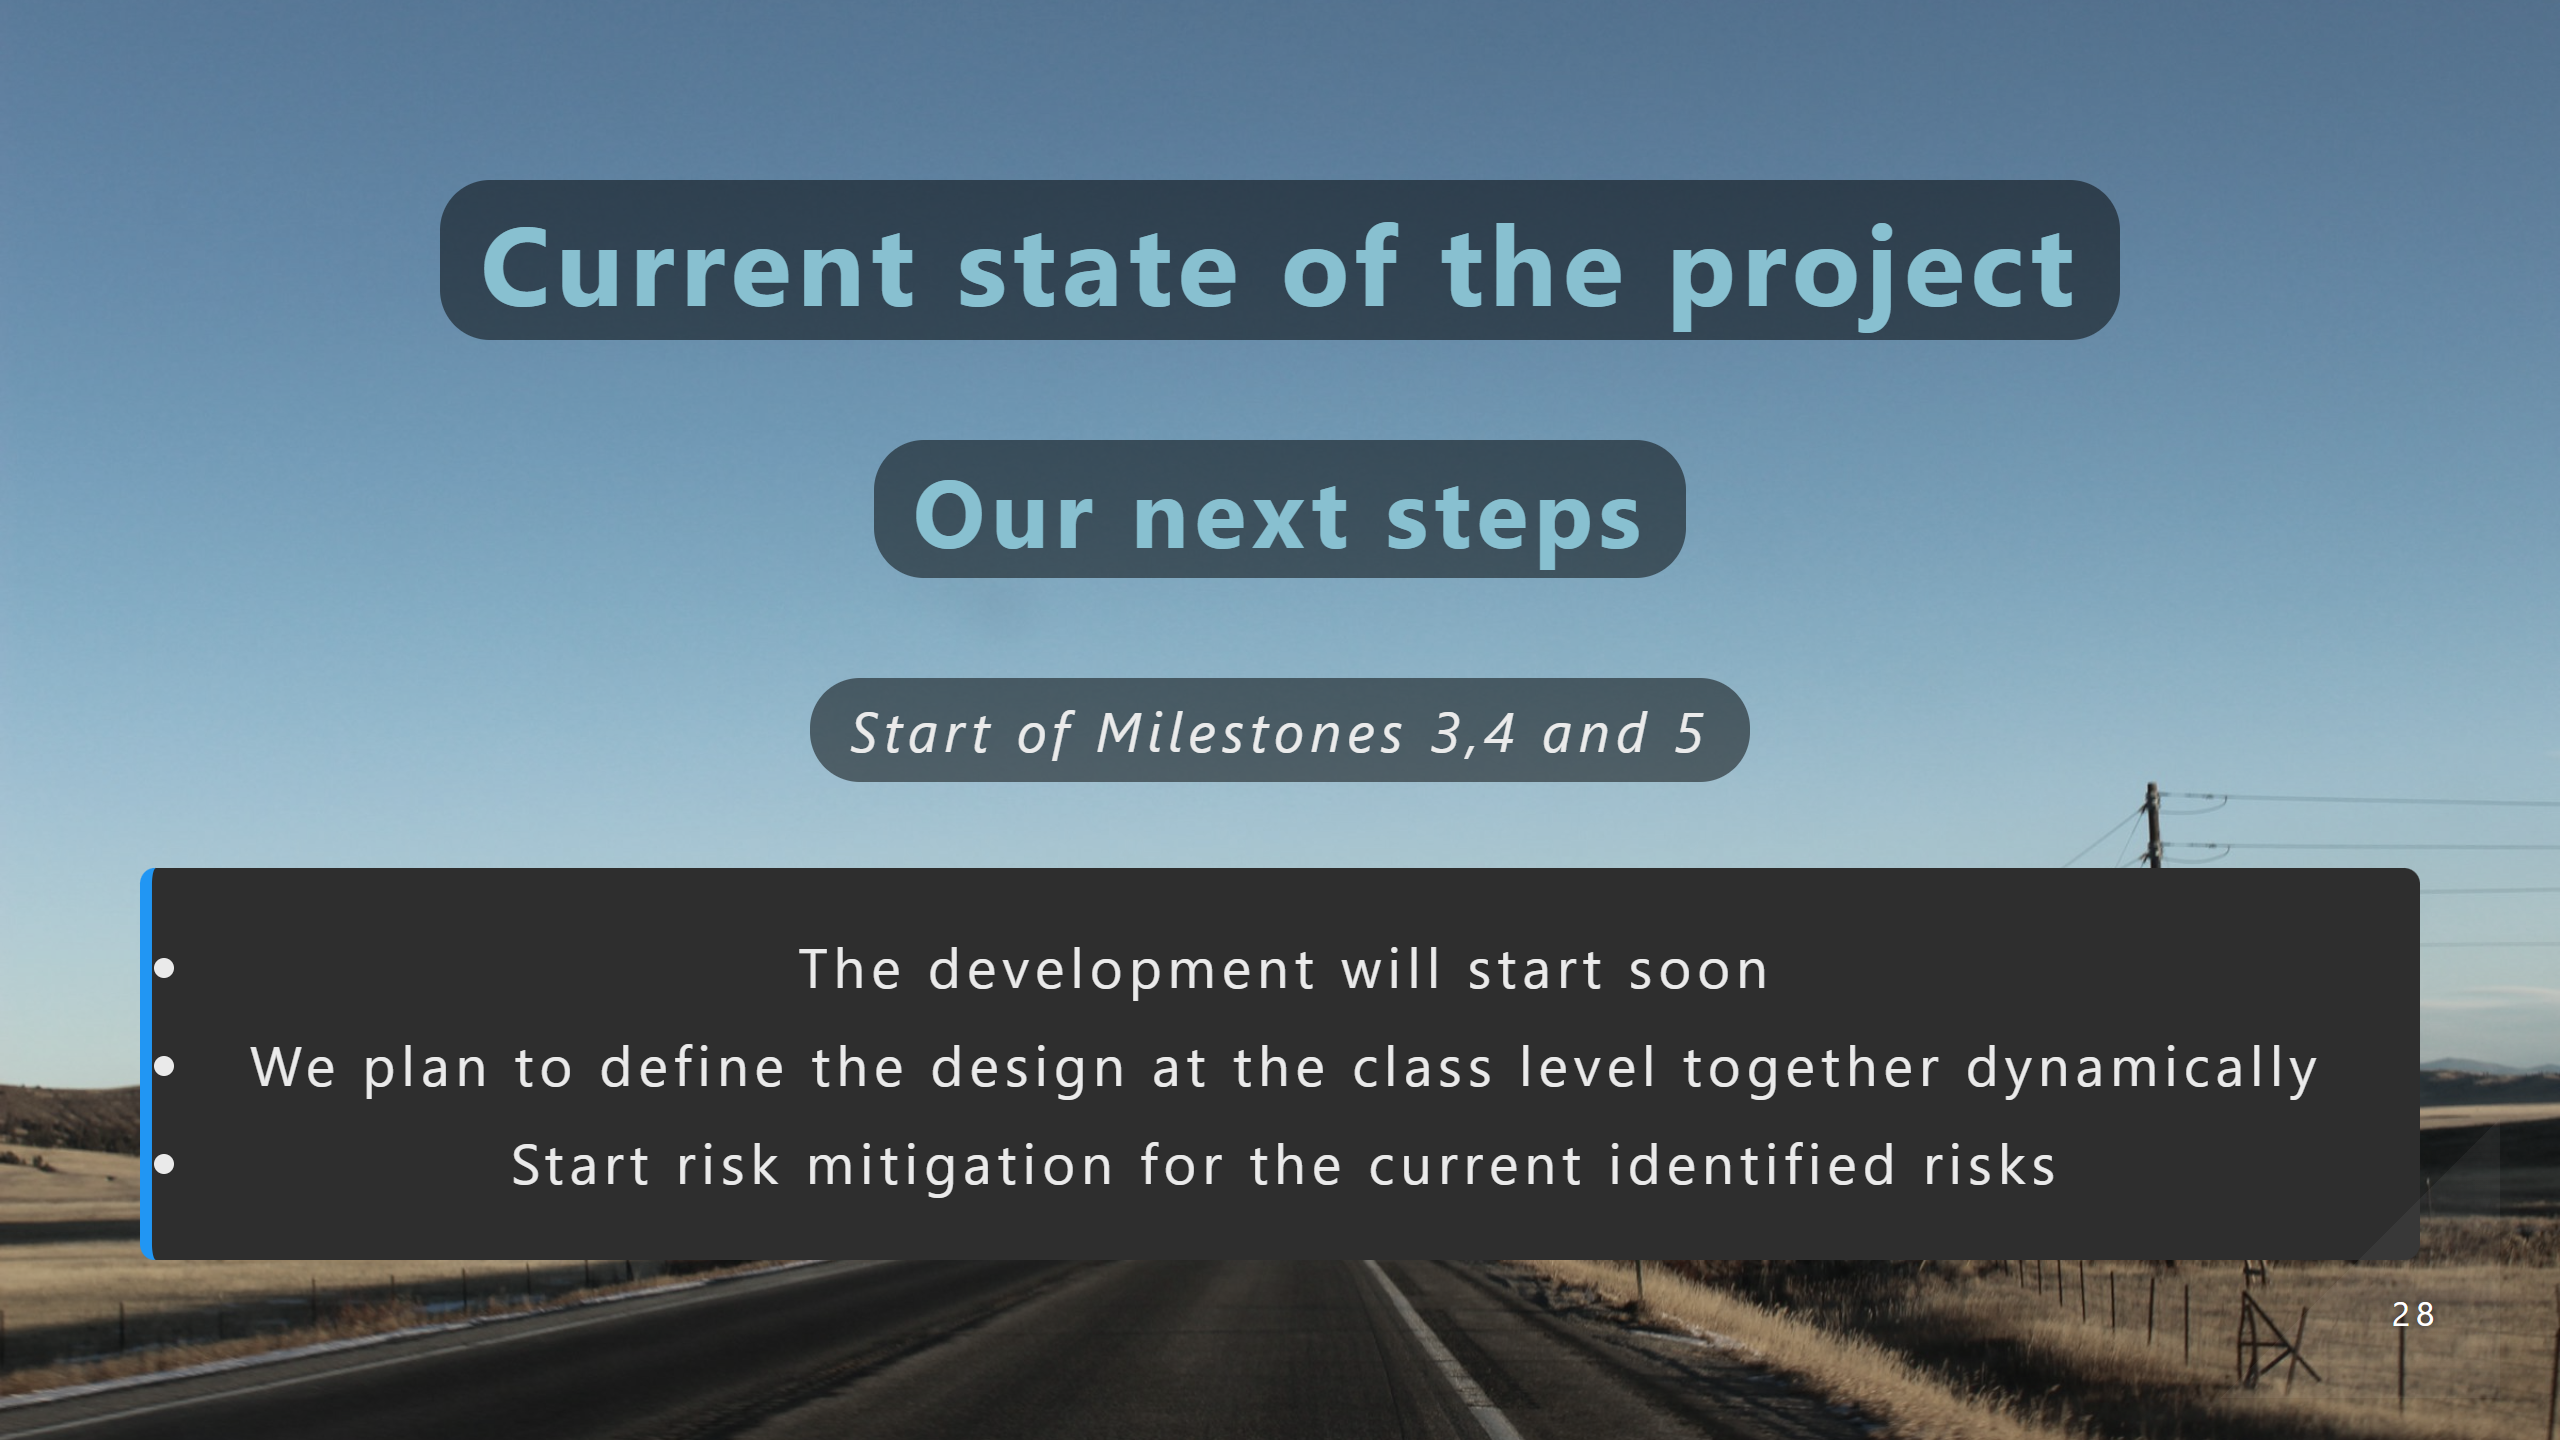 Current state of the project
Our next steps
Start of Milestones 3,4 and 5
• The development will start soon
• We plan to define the design at the class level together dynamically
• Start risk mitigation for the current identified risks
28